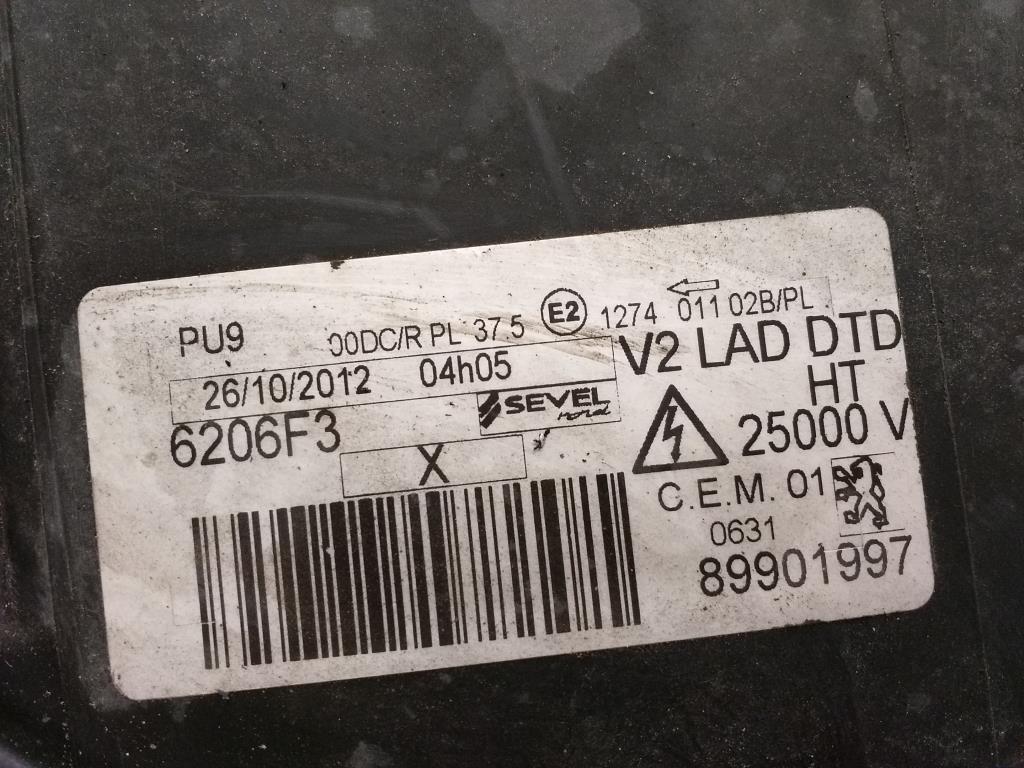 PU9 00DC/R PL 37 5 E2 1274 011 02B/PL
26/10/2012 04h05 V2 LAD DTD
SEVEL HT
nord
6206F3 25000 V
X
C.E.M. 01
0631
89901997